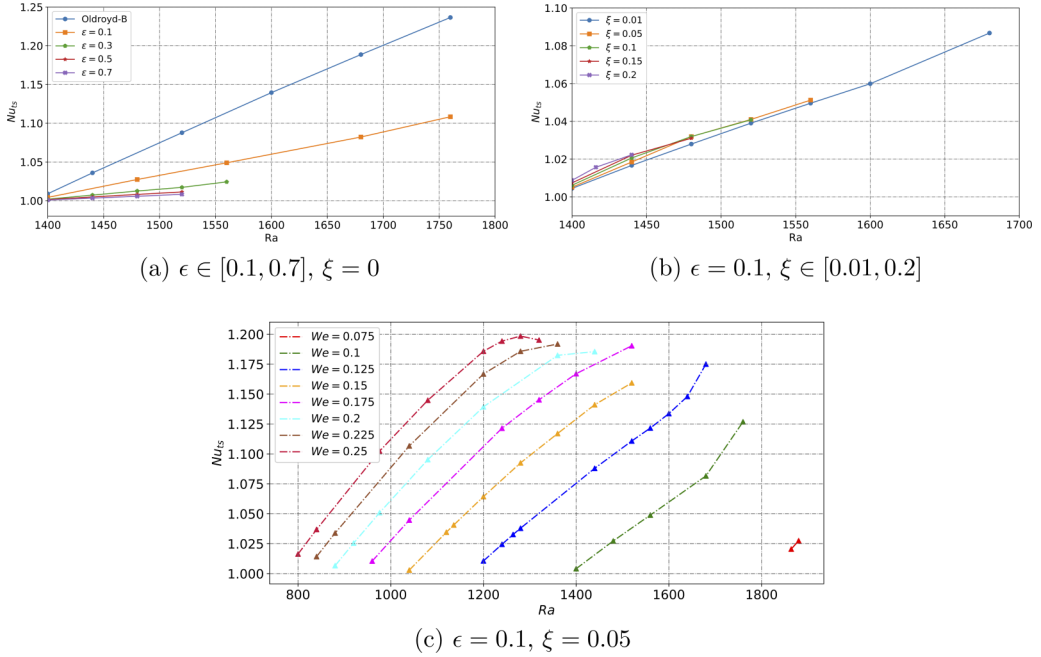 1.25
1.20
1.15
1.10
1.05
1.00
Nu_ts
Oldroyd-B
ε = 0.1
ε = 0.3
ε = 0.5
ε = 0.7
1400 1450 1500 1550 1600 1650 1700 1750 1800
Ra
(a) ϵ ∈ [0.1, 0.7], ξ = 0
1.10
1.08
1.06
1.04
1.02
1.00
Nu_ts
ξ = 0.01
ξ = 0.05
ξ = 0.1
ξ = 0.15
ξ = 0.2
1400 1450 1500 1550 1600 1650 1700
Ra
(b) ϵ = 0.1, ξ ∈ [0.01, 0.2]
1.200
1.175
1.150
1.125
1.100
1.075
1.050
1.025
1.000
Nu_ts
We = 0.075
We = 0.1
We = 0.125
We = 0.15
We = 0.175
We = 0.2
We = 0.225
We = 0.25
800 1000 1200 1400 1600 1800
Ra
(c) ϵ = 0.1, ξ = 0.05